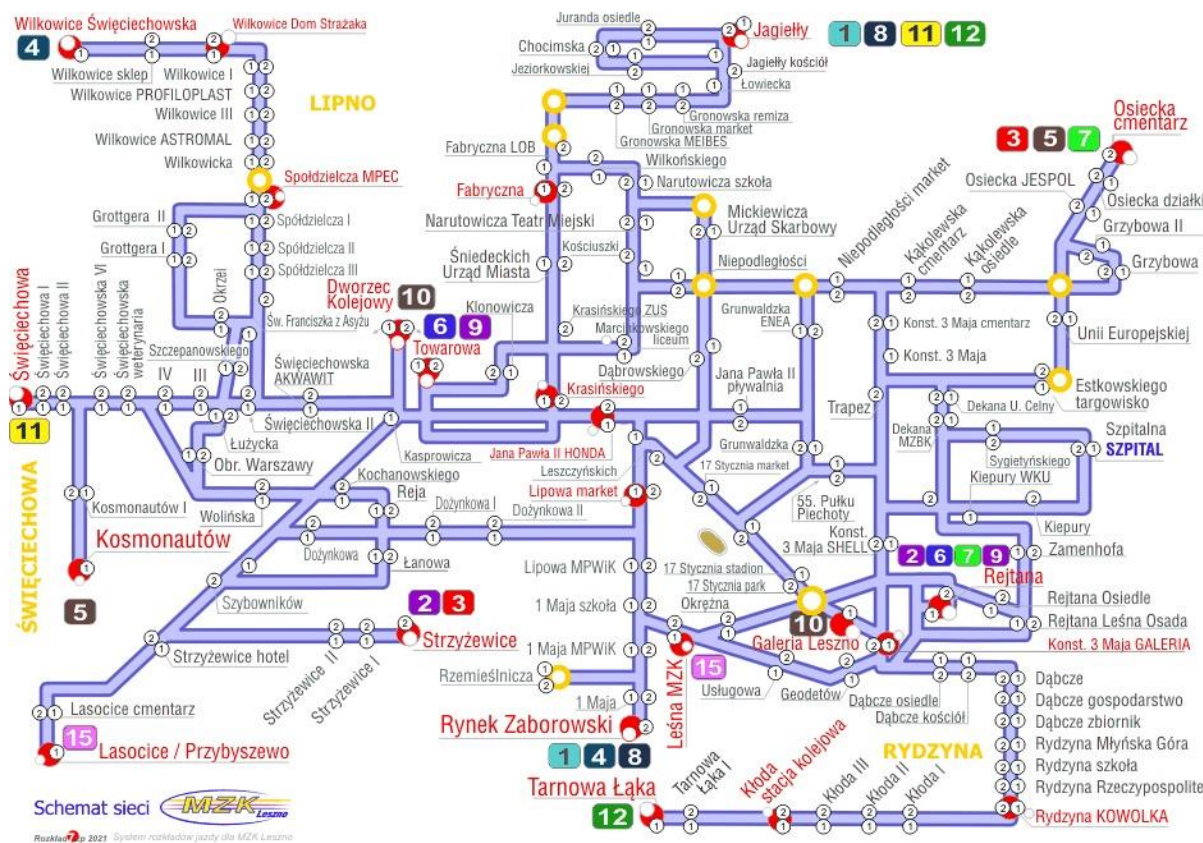 Wilkowice Święciechowska
Wilkowice Dom Strażaka
4
Wilkowice sklep
Wilkowice I
Wilkowice PROFILOPLAST
Wilkowice III
Wilkowice ASTROMAL
Wilkowicka
LIPNO
Spółdzielcza MPEC
Grottgera II
Grottgera I
Spółdzielcza I
Spółdzielcza II
Spółdzielcza III
Okrzei
Szczepanowskiego
Juranda osiedle
Chocimska
Jeziorkowskiej
Jagiełły
1 8 11 12
Jagiełły kościół
Łowiecka
Gronowska remiza
Gronowska market
Gronowska MEIBES
Fabryczna LOB
Wilkońskiego
Fabryczna
Narutowicza szkoła
Narutowicza Teatr Miejski
Mickiewicza
Urząd Skarbowy
Kościuszki
Śniedeckich
Urząd Miasta
Niepodległości
Niepodległości market
Kąkolewska
cmentarz
Kąkolewska
osiedle
Osiecka
cmentarz
3 5 7
Osiecka JESPOL
Osiecka działki
Grzybowa II
Grzybowa
Dworzec
Kolejowy
10
6 9
Św. Franciszka z Asyżu
Towarowa
Klonowicza
Krasińskiego ZUS
Marcinkowskiego
liceum
Dąbrowskiego
Krasińskiego
Grunwaldzka
ENEA
Konst. 3 Maja cmentarz
Konst. 3 Maja
Unii Europejskiej
Estkowskiego
targowisko
Trapez
Jana Pawła II
pływalnia
Dekana U. Celny
Dekana
MZBK
Szpitalna
SZPITAL
Sygietyńskiego
Kiepury WKU
Kiepury
Zamenhofa
Święciechowa
Święciechowa I
Święciechowa II
Święciechowska VI
Święciechowska
weterynaria
IV
III
11
ŚWIĘCIECHOWA
Święciechowska
AKWAWIT
Święciechowska II
Łużycka
Obr. Warszawy
Kosmonautów I
Kosmonautów
5
Wolińska
Kasprowicza
Kochanowskiego
Reja
Jana Pawła II HONDA
Leszczyńskich
Lipowa market
Grunwaldzka
17 Stycznia market
55. Pułku
Piechoty
Konst.
3 Maja SHELL
Dożynkowa I
Dożynkowa II
Dożynkowa
Łanowa
Szybowników
Lipowa MPWiK
1 Maja szkoła
1 Maja MPWiK
Rzemieślnicza
1 Maja
Rynek Zaborowski
1 4 8
17 Stycznia stadion
17 Stycznia park
Okrężna
10
Galeria Leszno
2 6 7 9
Rejtana
Rejtana Osiedle
Rejtana Leśna Osada
Konst. 3 Maja GALERIA
2 3
Strzyżewice
Strzyżewice hotel
Strzyżewice II
Strzyżewice I
Lasocice cmentarz
15
Lasocice / Przybyszewo
Leśna MZK
15
Usługowa
Geodetów
Dąbcze osiedle
Dąbcze kościół
Dąbcze
Dąbcze gospodarstwo
Dąbcze zbiornik
Rydzyna Młyńska Góra
Rydzyna szkoła
Rydzyna Rzeczypospolite
Rydzyna KOWOLKA
RYDZYNA
Tarnowa Łąka
12
Tarnowa
Łąka I
Kłoda
stacja kolejowa
Kłoda III
Kłoda II
Kłoda I
Schemat sieci MZK Leszno
2021 System rozkładów jazdy dla MZK Leszno